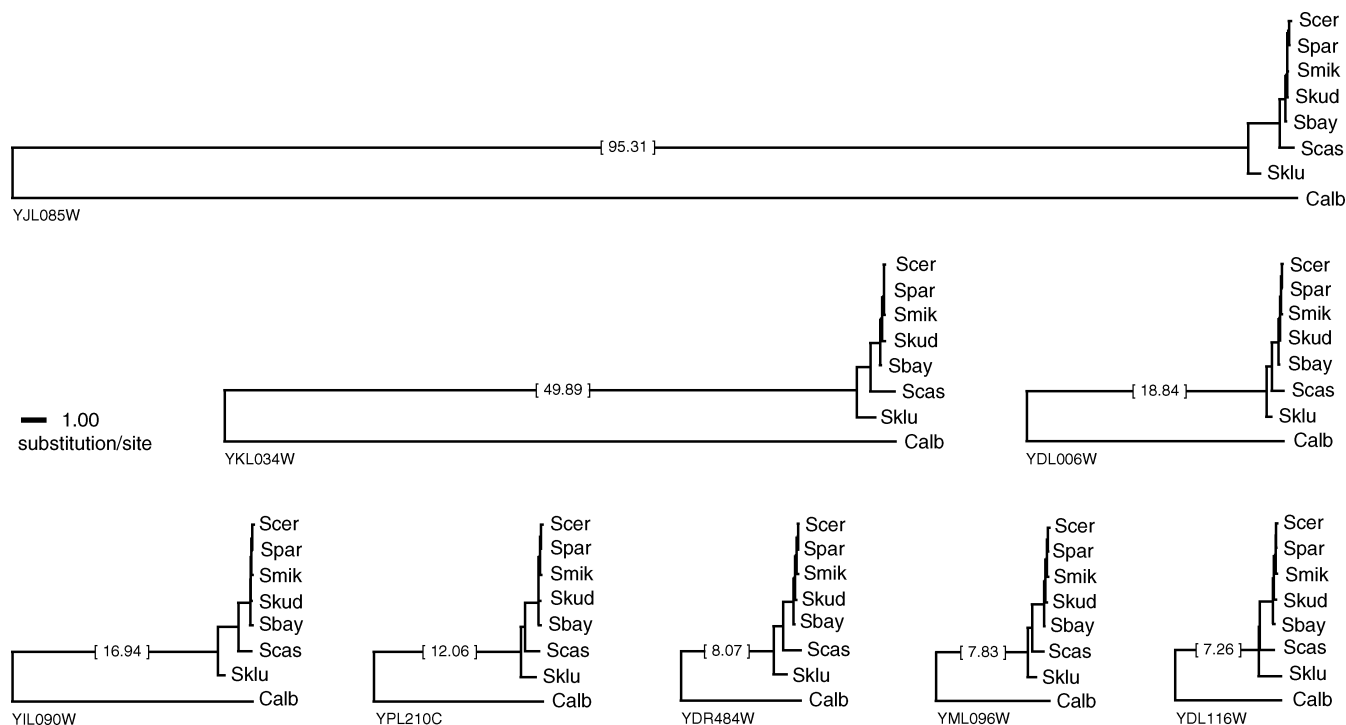 Scer
Spar
Smik
Skud
Sbay
[ 95.31 ]
Scas
Sklu
Calb
YJL085W
Scer
Spar
Smik
Skud
Sbay
[ 49.89 ]
Scas
Sklu
Calb
YKL034W
Scer
Spar
Smik
Skud
Sbay
[ 18.84 ]
Scas
Sklu
Calb
YDL006W
1.00
substitution/site
Scer
Spar
Smik
Skud
Sbay
[ 16.94 ]
Scas
Sklu
Calb
YIL090W
Scer
Spar
Smik
Skud
Sbay
[ 12.06 ]
Scas
Sklu
Calb
YPL210C
Scer
Spar
Smik
Skud
Sbay
[ 8.07 ]
Scas
Sklu
Calb
YDR484W
Scer
Spar
Smik
Skud
Sbay
[ 7.83 ]
Scas
Sklu
Calb
YML096W
Scer
Spar
Smik
Skud
Sbay
[ 7.26 ]
Scas
Sklu
Calb
YDL116W